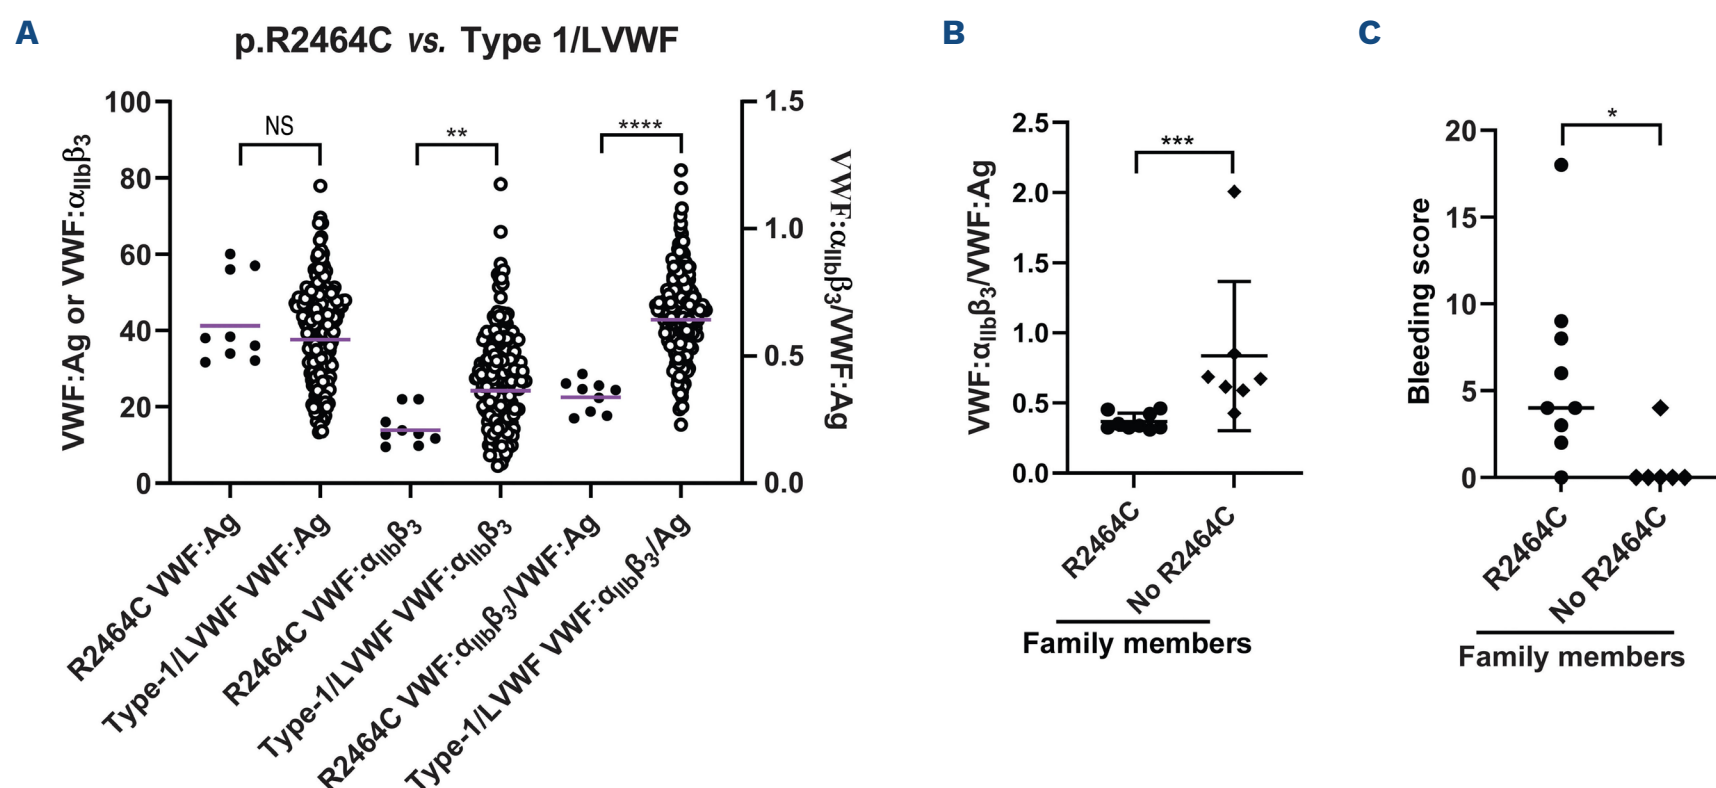 A
p.R2464C vs. Type 1/LVWF
VWF:Ag or VWF:αIIbβ3
100
80
60
40
20
0
NS
**
****
1.5
1.0
0.5
0.0
VWF:αIIbβ3/VWF:Ag
R2464C VWF:Ag
Type-1/LVWF VWF:Ag
R2464C VWF:αIIbβ3
Type-1/LVWF VWF:αIIbβ3
R2464C VWF:αIIbβ3/VWF:Ag
Type-1/LVWF VWF:αIIbβ3/Ag
B
VWF:αIIbβ3/VWF:Ag
2.5
2.0
1.5
1.0
0.5
0.0
***
R2464C
No R2464C
Family members
C
Bleeding score
20
15
10
5
0
*
R2464C
No R2464C
Family members